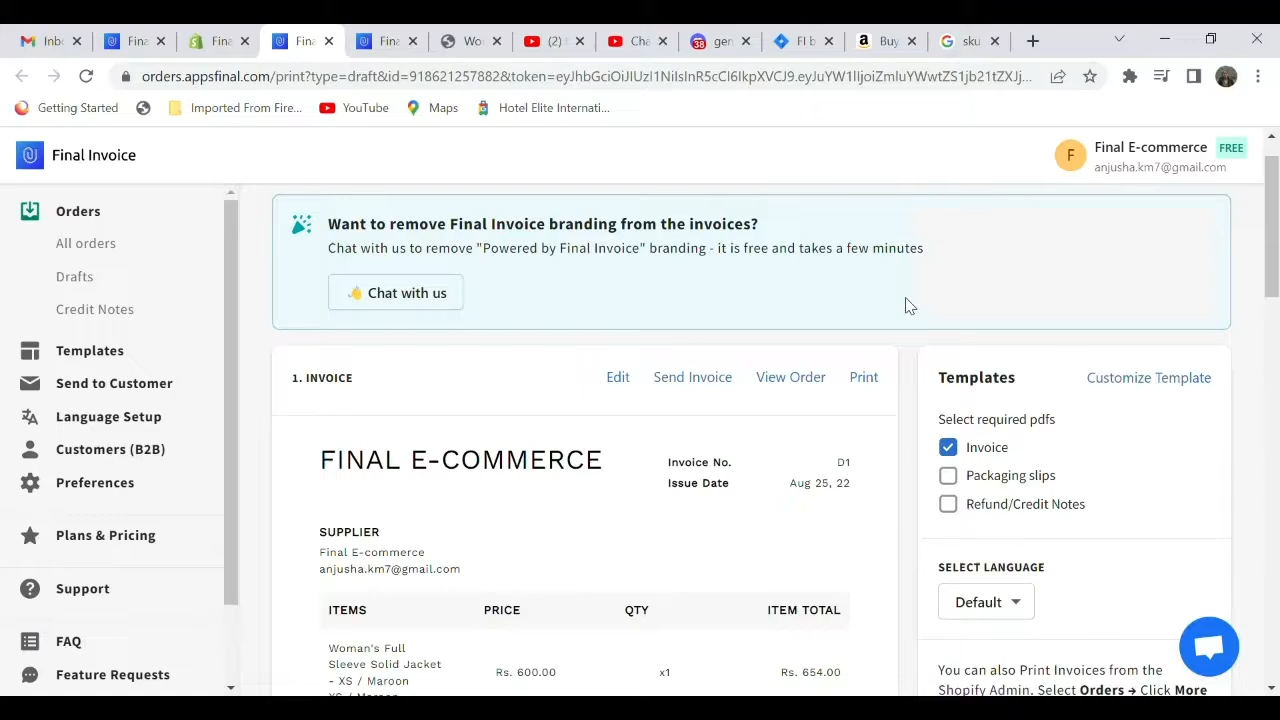 Inb
Fina
Fina
Fina
Fina
Wo
(2)
Cha
38 gen
FI b
a Buy
G sku
orders.appsfinal.com/print?type=draft&id=918621257882&token=eyJhbGciOiJIUzI1NiIsInR5cCI6IkpXVCJ9.eyJuYW1lIjoiZmluYWwtZS1jb21tZXJ...
Getting Started
Imported From Fire...
YouTube
Maps
Hotel Elite Internati...
Final Invoice
F
Final E-commerce FREE
anjusha.km7@gmail.com
Orders
All orders
Drafts
Credit Notes
Templates
Send to Customer
Language Setup
Customers (B2B)
Preferences
Plans & Pricing
Support
FAQ
Feature Requests
Want to remove Final Invoice branding from the invoices?
Chat with us to remove "Powered by Final Invoice" branding - it is free and takes a few minutes
👋 Chat with us
1. INVOICE
Edit
Send Invoice
View Order
Print
FINAL E-COMMERCE
Invoice No. D1
Issue Date Aug 25, 22
SUPPLIER
Final E-commerce
anjusha.km7@gmail.com
ITEMS PRICE QTY ITEM TOTAL
Woman's Full
Sleeve Solid Jacket
- XS / Maroon
XS / Maroon
Rs. 600.00 x1 Rs. 654.00
Templates
Customize Template
Select required pdfs
Invoice
Packaging slips
Refund/Credit Notes
SELECT LANGUAGE
Default
You can also Print Invoices from the
Shopify Admin. Select Orders → Click More